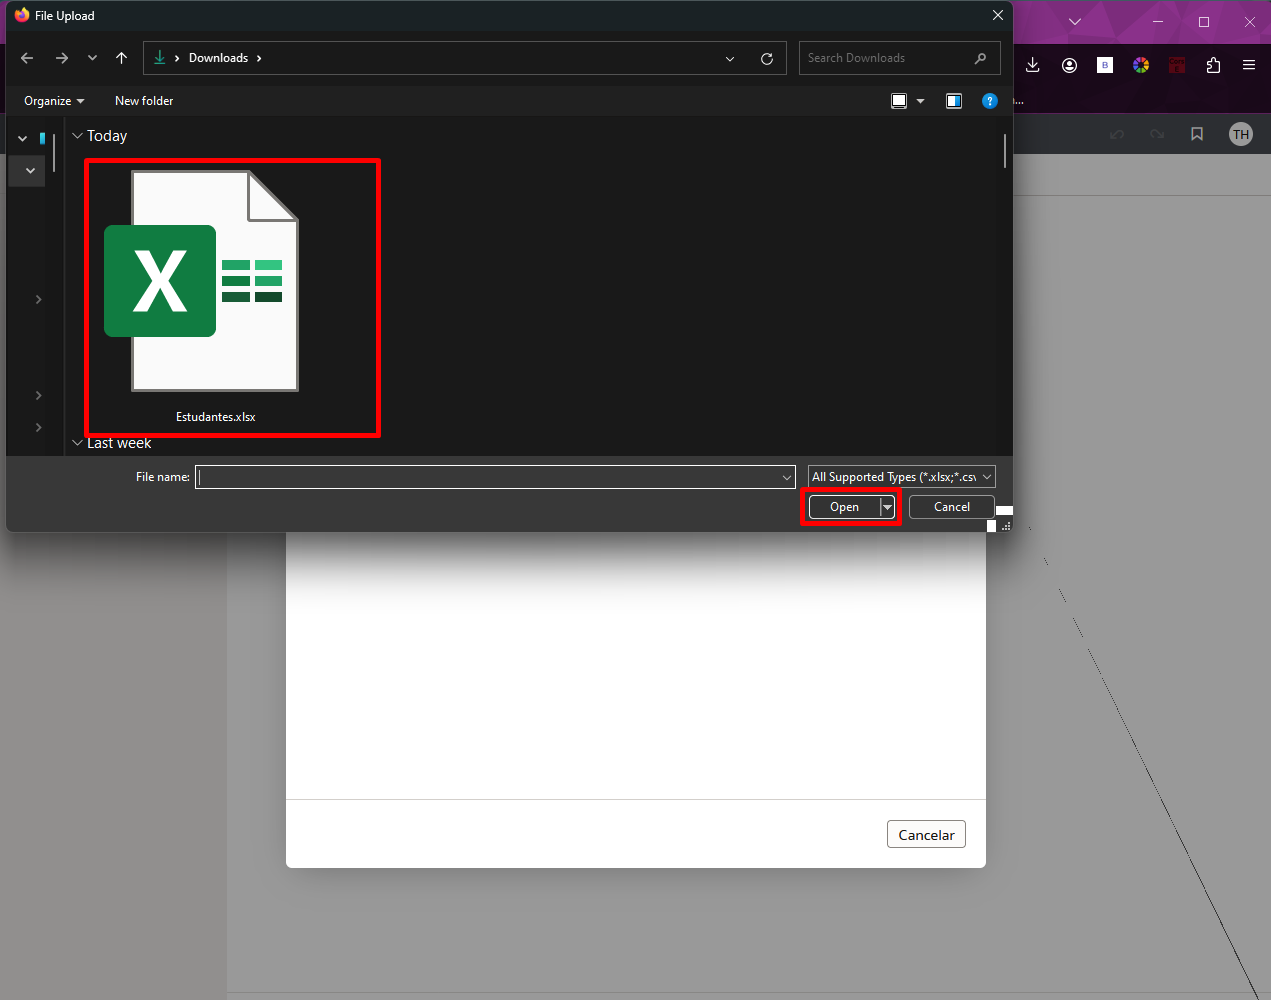 File Upload
Downloads
Search Downloads
Organize
New folder
?
B
...
TH
Today
X
Estudantes.xlsx
Last week
File name:
All Supported Types (*.xlsx;*.csv
Open
Cancel
Cancelar